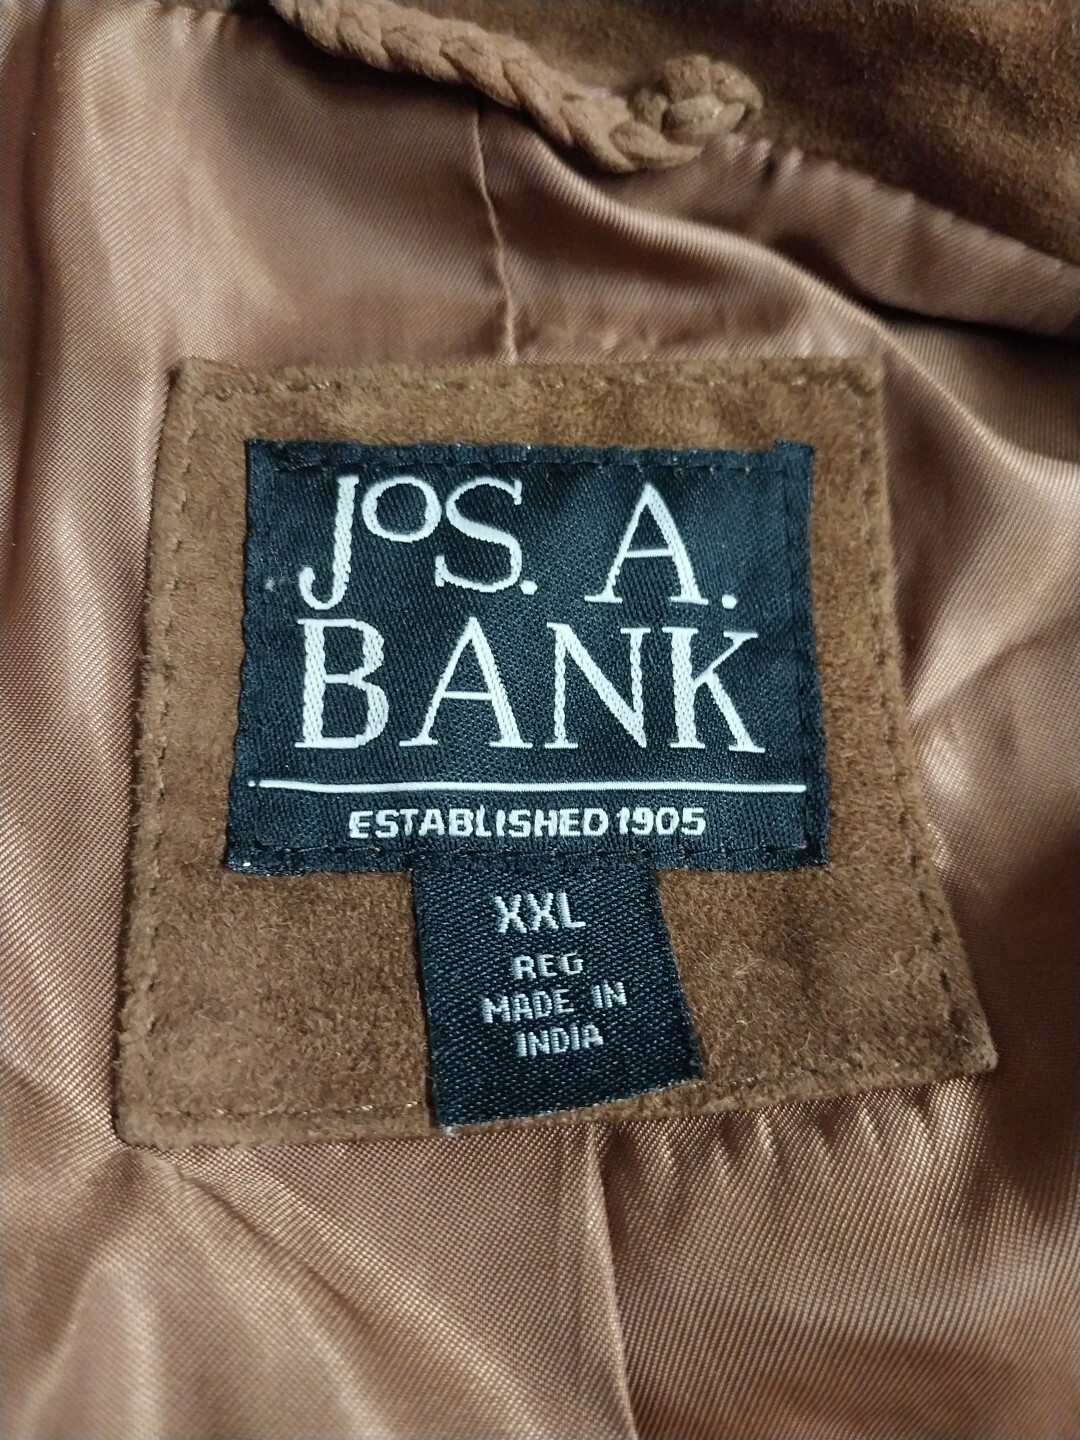 JOS. A.
BANK
ESTABLISHED 1905
XXL
REG
MADE IN
INDIA